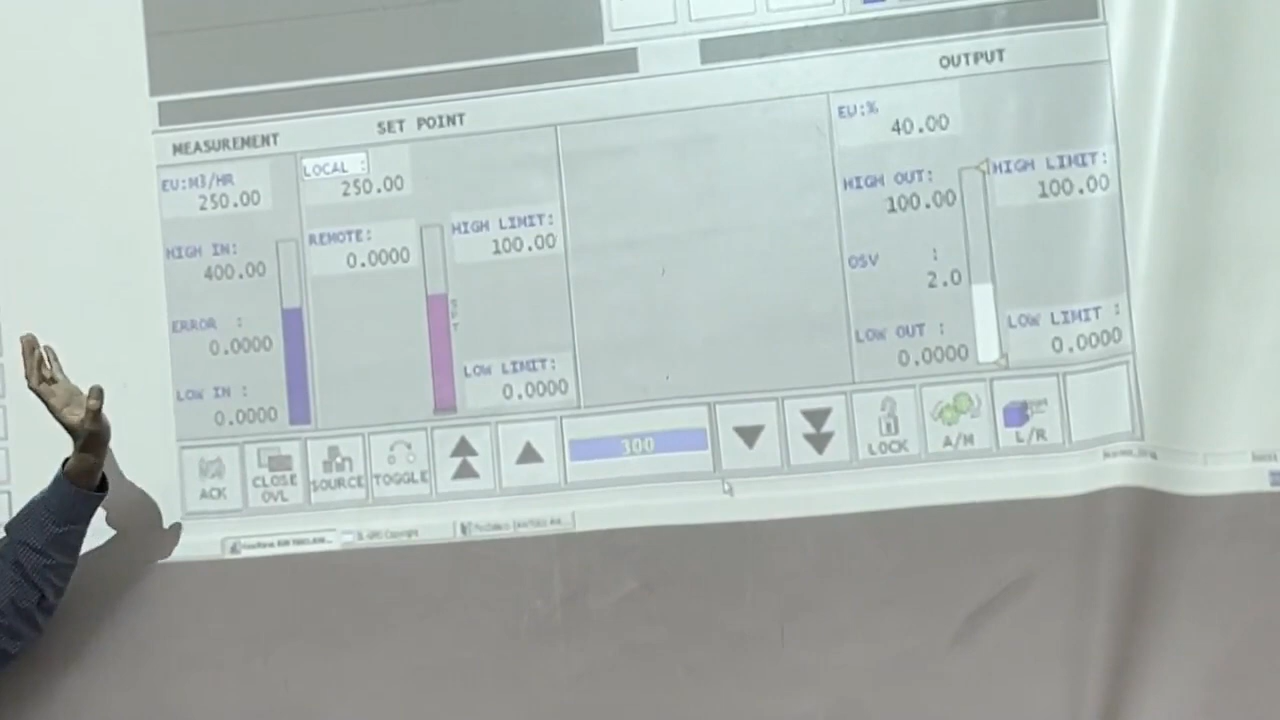 OUTPUT
SET POINT
MEASUREMENT
EU:M3/HR
250.00
HIGH IN:
400.00
ERROR :
0.0000
LOW IN :
0.0000
LOCAL :
250.00
REMOTE:
0.0000
HIGH LIMIT:
100.00
LOW LIMIT:
0.0000
EU:%
40.00
HIGH OUT:
100.00
OSV :
2.0
LOW OUT :
0.0000
HIGH LIMIT:
100.00
LOW LIMIT :
0.0000
ACK
CLOSE OVL
SOURCE
TOGGLE
300
LOCK
A/M
L/R